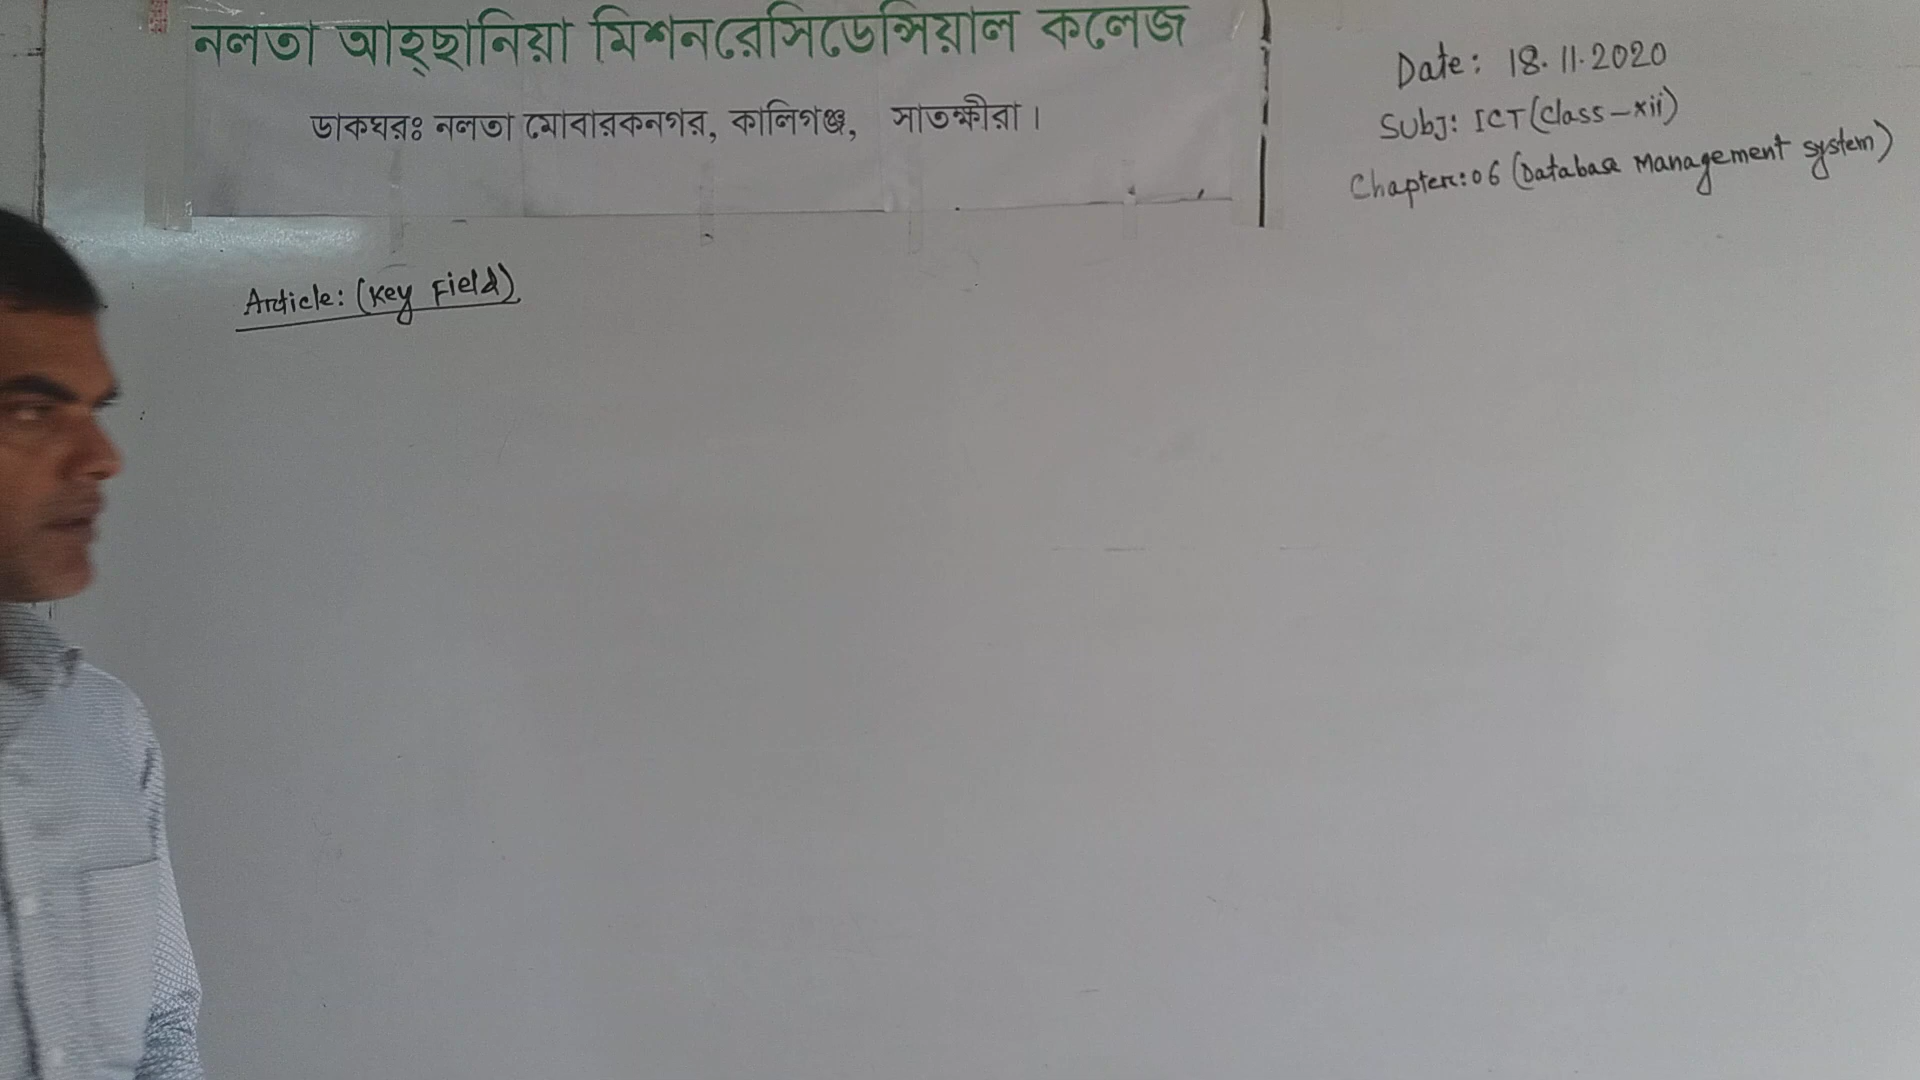 নলতা আহ্ছানিয়া মিশনরেসিডেন্সিয়াল কলেজ
ডাকঘরঃ নলতা মোবারকনগর, কালিগঞ্জ, সাতক্ষীরা।
Date: 18.11.2020
Subj: ICT (Class-xii)
Chapter: 06 (Database Management system)
Article: (Key Field)